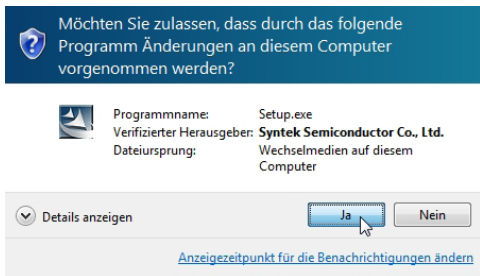 Möchten Sie zulassen, dass durch das folgende
Programm Änderungen an diesem Computer
vorgenommen werden?
Programmname: Setup.exe
Verifizierter Herausgeber: Syntek Semiconductor Co., Ltd.
Dateiursprung: Wechselmedien auf diesem
Computer
Details anzeigen Ja Nein
Anzeigezeitpunkt für die Benachrichtigungen ändern